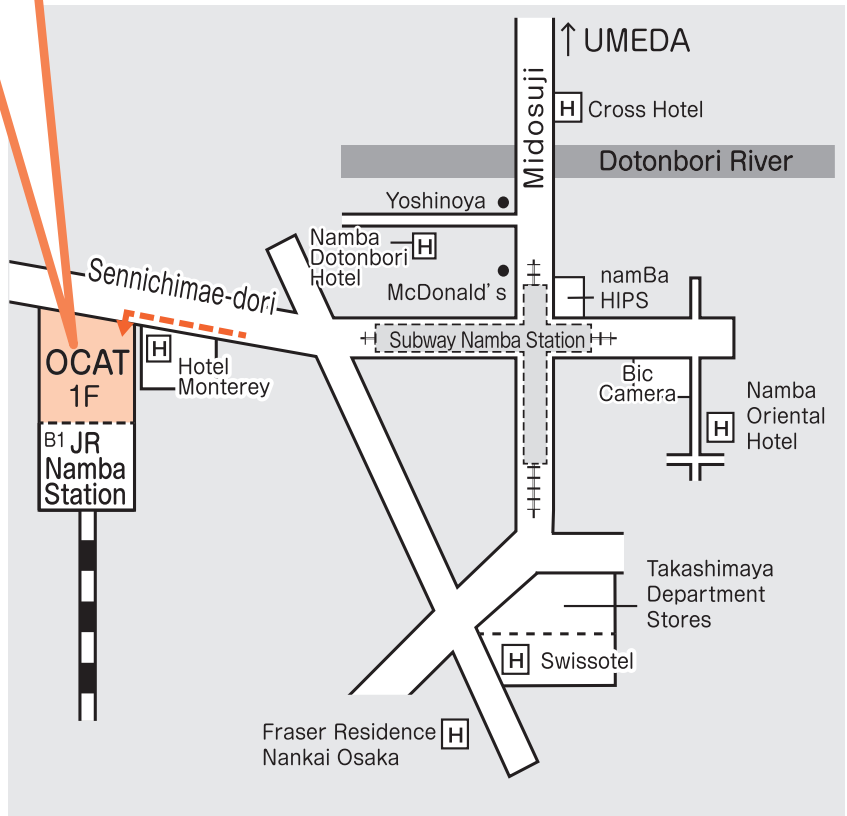 ↑ UMEDA
Midosuji
H Cross Hotel
Dotonbori River
Yoshinoya
Namba
Dotonbori
Hotel
H
McDonald's
namBa
HIPS
Sennichimae-dori
Subway Namba Station
OCAT
1F
H
Hotel
Monterey
Bic
Camera
Namba
Oriental
Hotel
H
B1 JR
Namba
Station
Takashimaya
Department
Stores
H Swissotel
Fraser Residence
Nankai Osaka
H